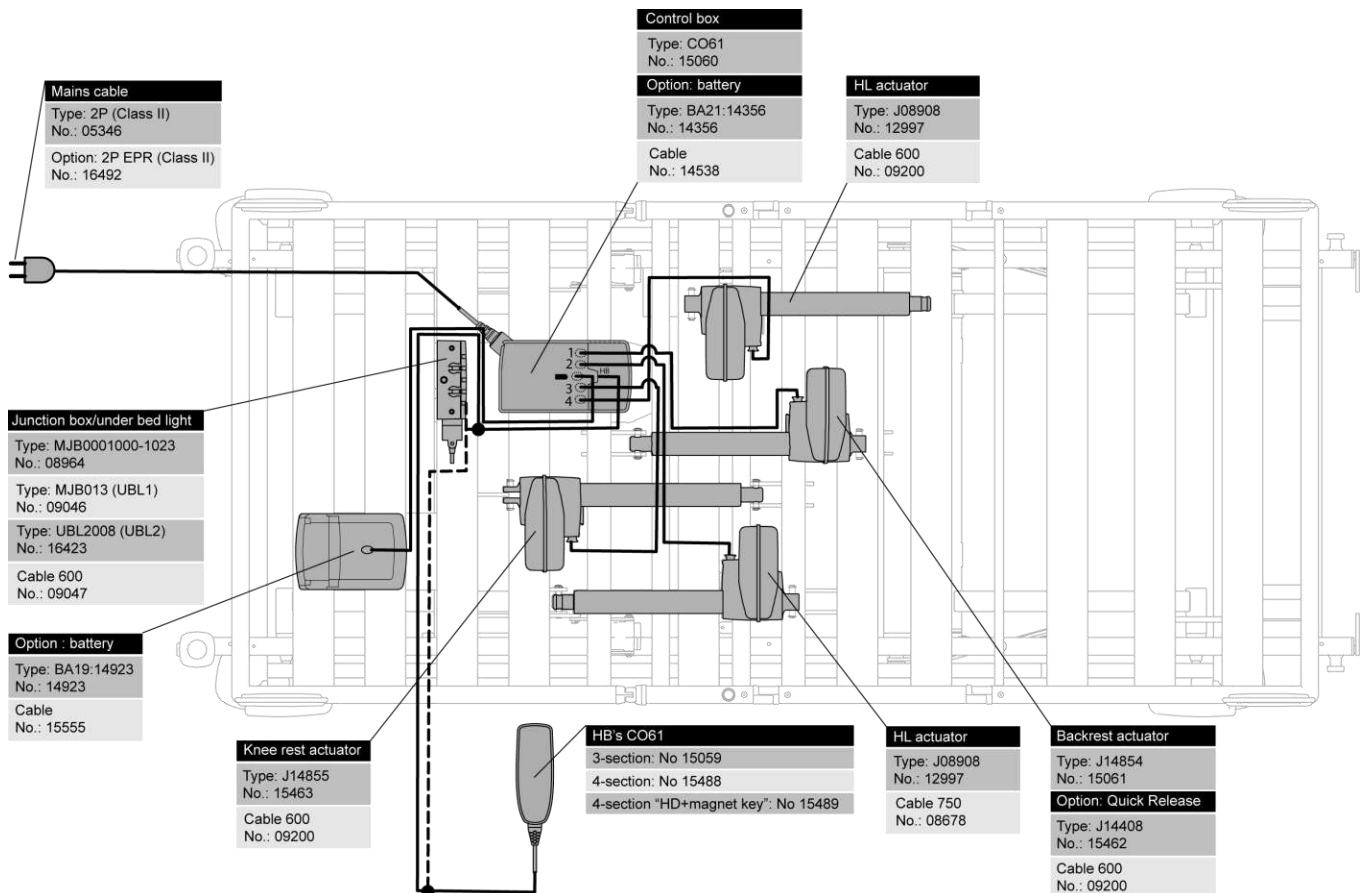 Control box
Type: CO61
No.: 15060
Option: battery
Type: BA21:14356
No.: 14356
Cable
No.: 14538
HL actuator
Type: J08908
No.: 12997
Cable 600
No.: 09200
Mains cable
Type: 2P (Class II)
No.: 05346
Option: 2P EPR (Class II)
No.: 16492
1
2
HB
3
4
Junction box/under bed light
Type: MJB0001000-1023
No.: 08964
Type: MJB013 (UBL1)
No.: 09046
Type: UBL2008 (UBL2)
No.: 16423
Cable 600
No.: 09047
Option : battery
Type: BA19:14923
No.: 14923
Cable
No.: 15555
Knee rest actuator
Type: J14855
No.: 15463
Cable 600
No.: 09200
HB's CO61
3-section: No 15059
4-section: No 15488
4-section “HD+magnet key”: No 15489
HL actuator
Type: J08908
No.: 12997
Cable 750
No.: 08678
Backrest actuator
Type: J14854
No.: 15061
Option: Quick Release
Type: J14408
No.: 15462
Cable 600
No.: 09200